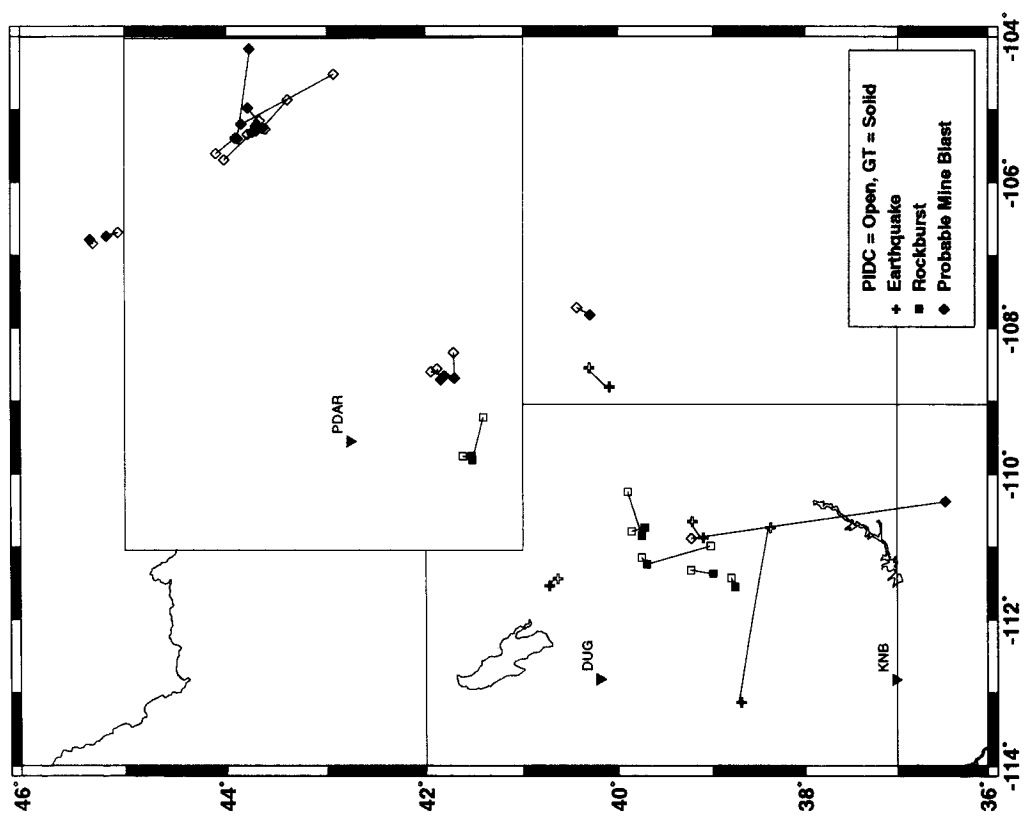 46°
44°
42°
40°
38°
36°
-114°
-112°
-110°
-108°
-106°
-104°
PDAR
DUG
KNB
PIDC = Open, GT = Solid
Earthquake
Rockburst
Probable Mine Blast